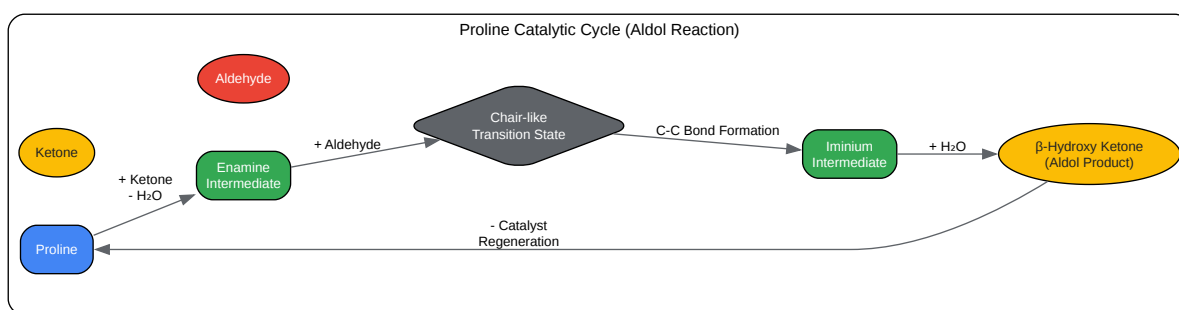 Proline Catalytic Cycle (Aldol Reaction)
Aldehyde
Ketone
Chair-like
Transition State
C-C Bond Formation
+ Aldehyde
Enamine
Intermediate
Iminium
Intermediate
+ H₂O
β-Hydroxy Ketone
(Aldol Product)
+ Ketone
- H₂O
Proline
- Catalyst
Regeneration